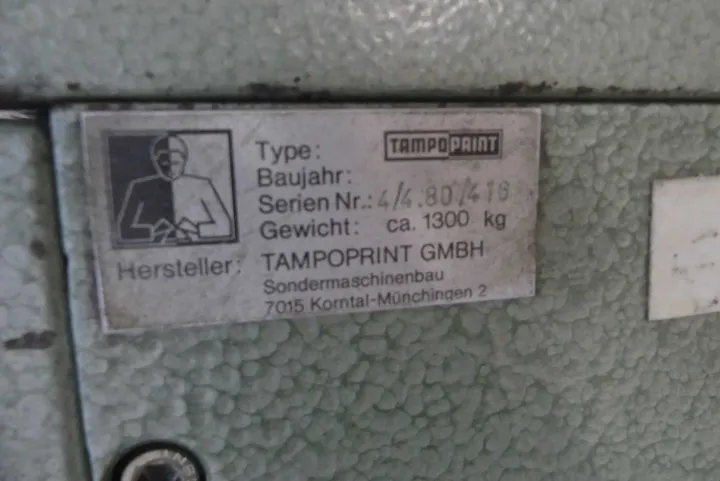 Type: TAMPOPRINT
Baujahr:
Serien Nr.: 4/4.80/416
Gewicht: ca. 1300 kg
Hersteller: TAMPOPRINT GMBH
Sondermaschinenbau
7015 Korntal-Münchingen 2